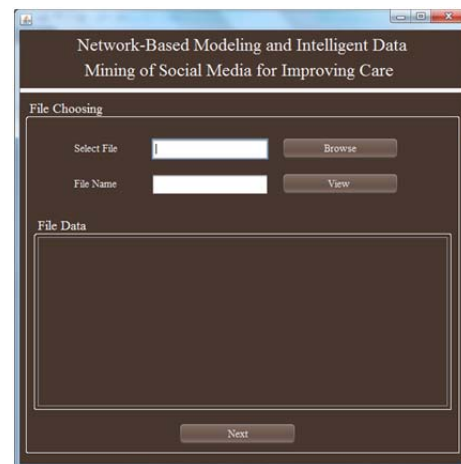 Network-Based Modeling and Intelligent Data
Mining of Social Media for Improving Care
File Choosing
Select File
Browse
File Name
View
File Data
Next